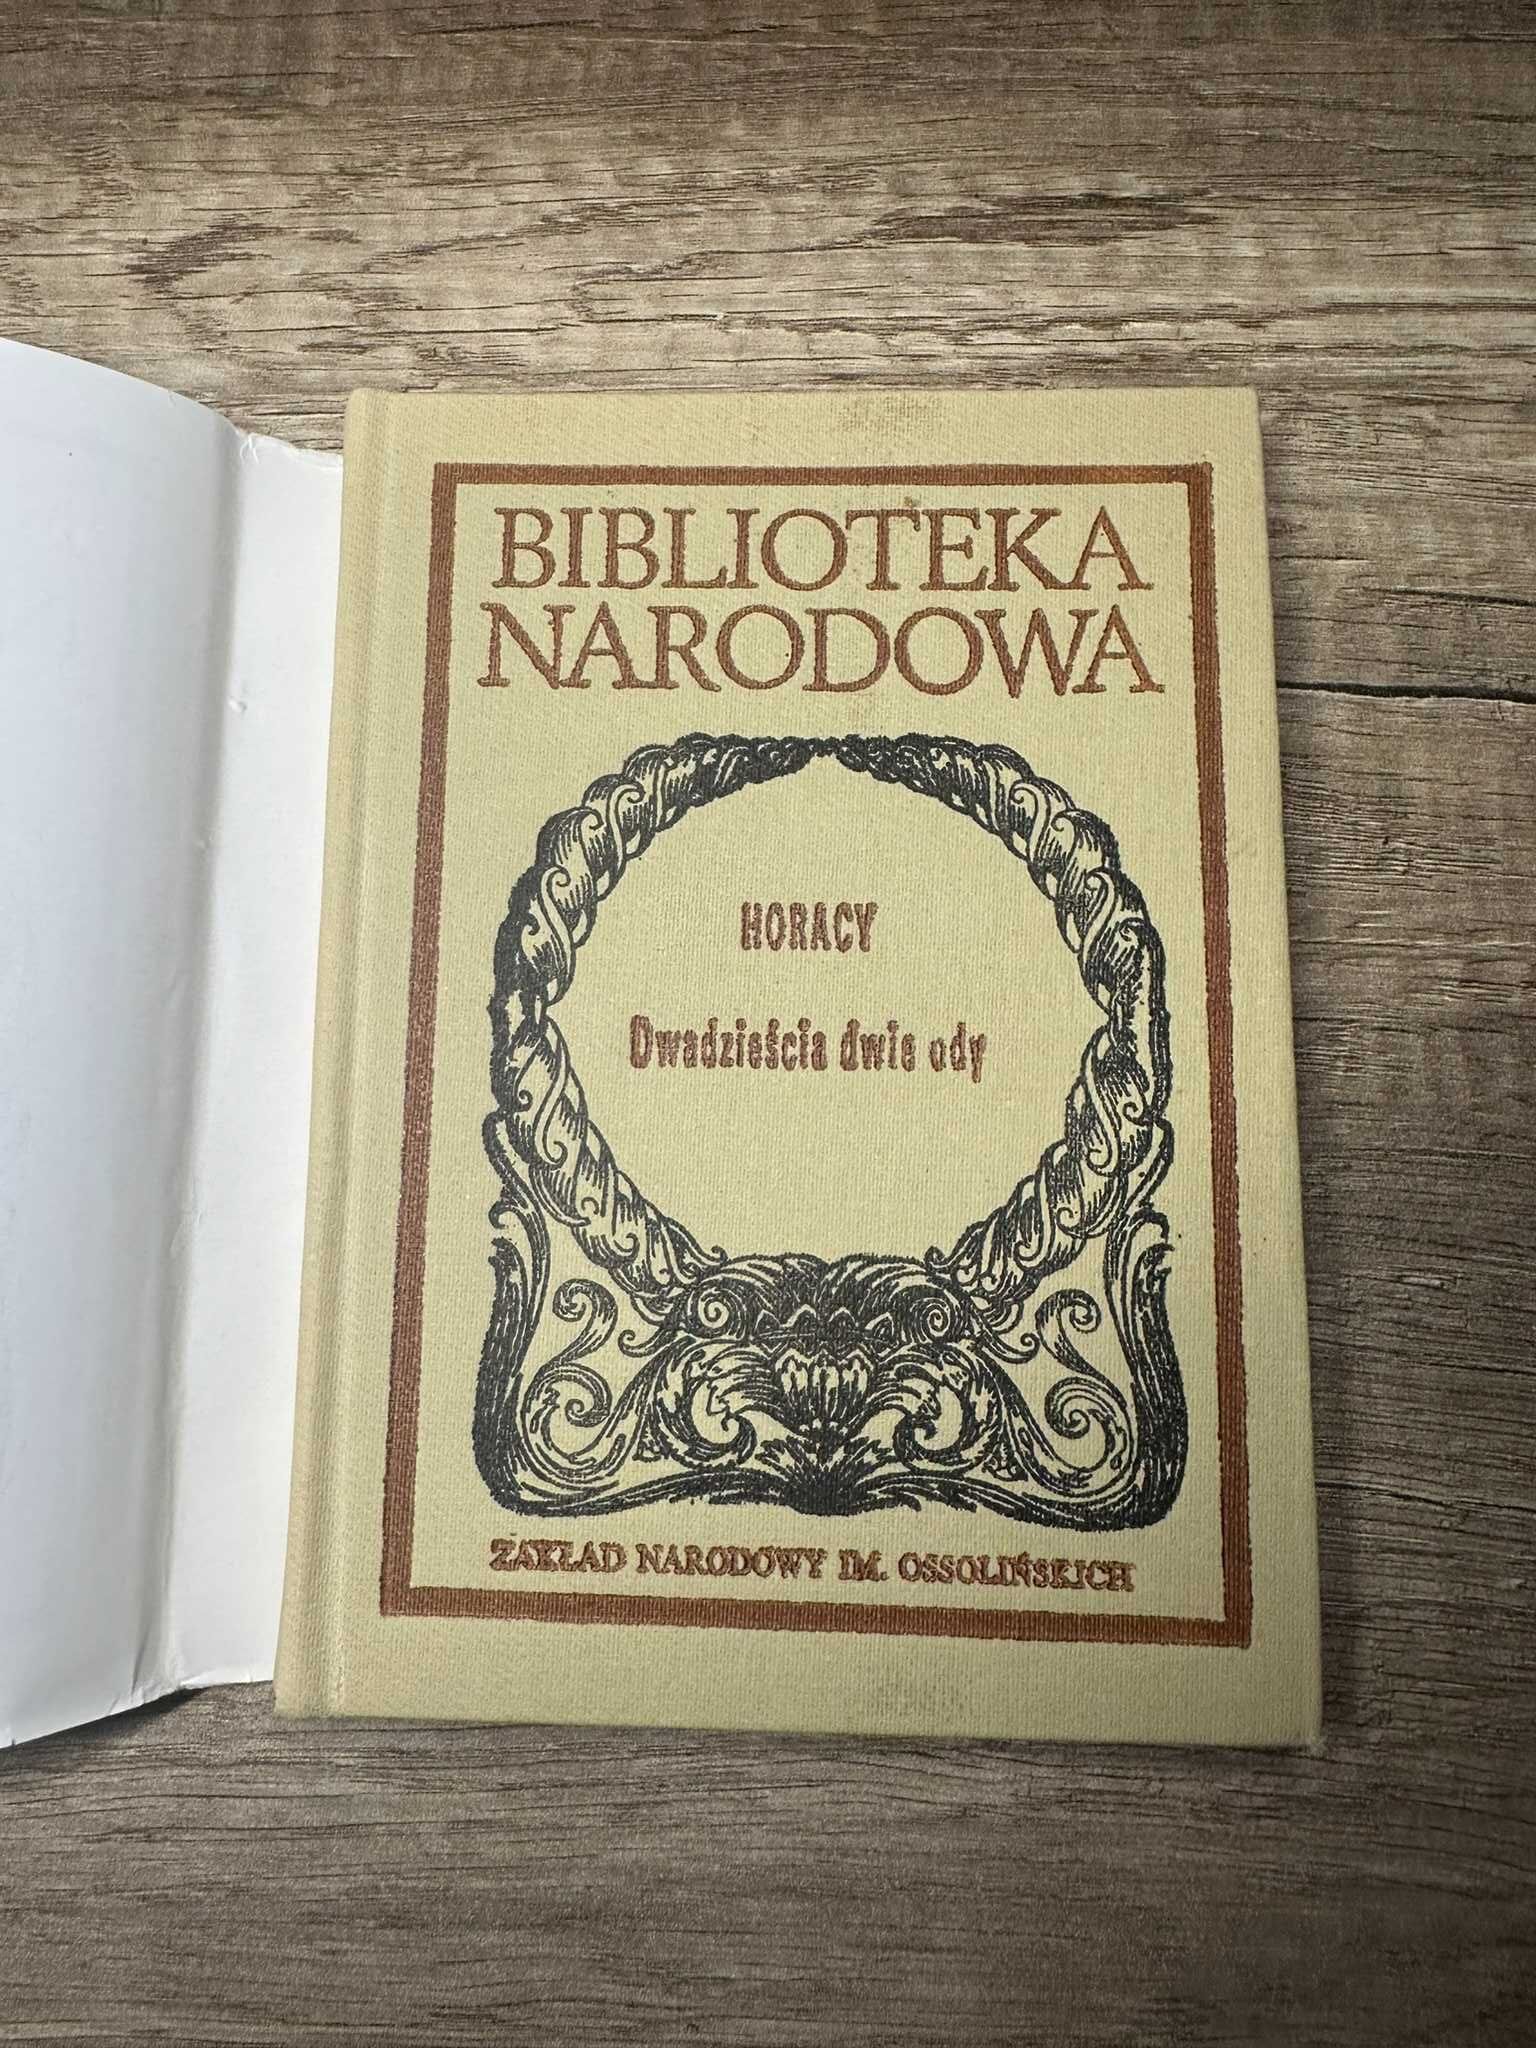 BIBLIOTEKA
NARODOWA
HORACY
Dwadzieścia dwie ody
ZAKŁAD NARODOWY IM. OSSOLIŃSKICH